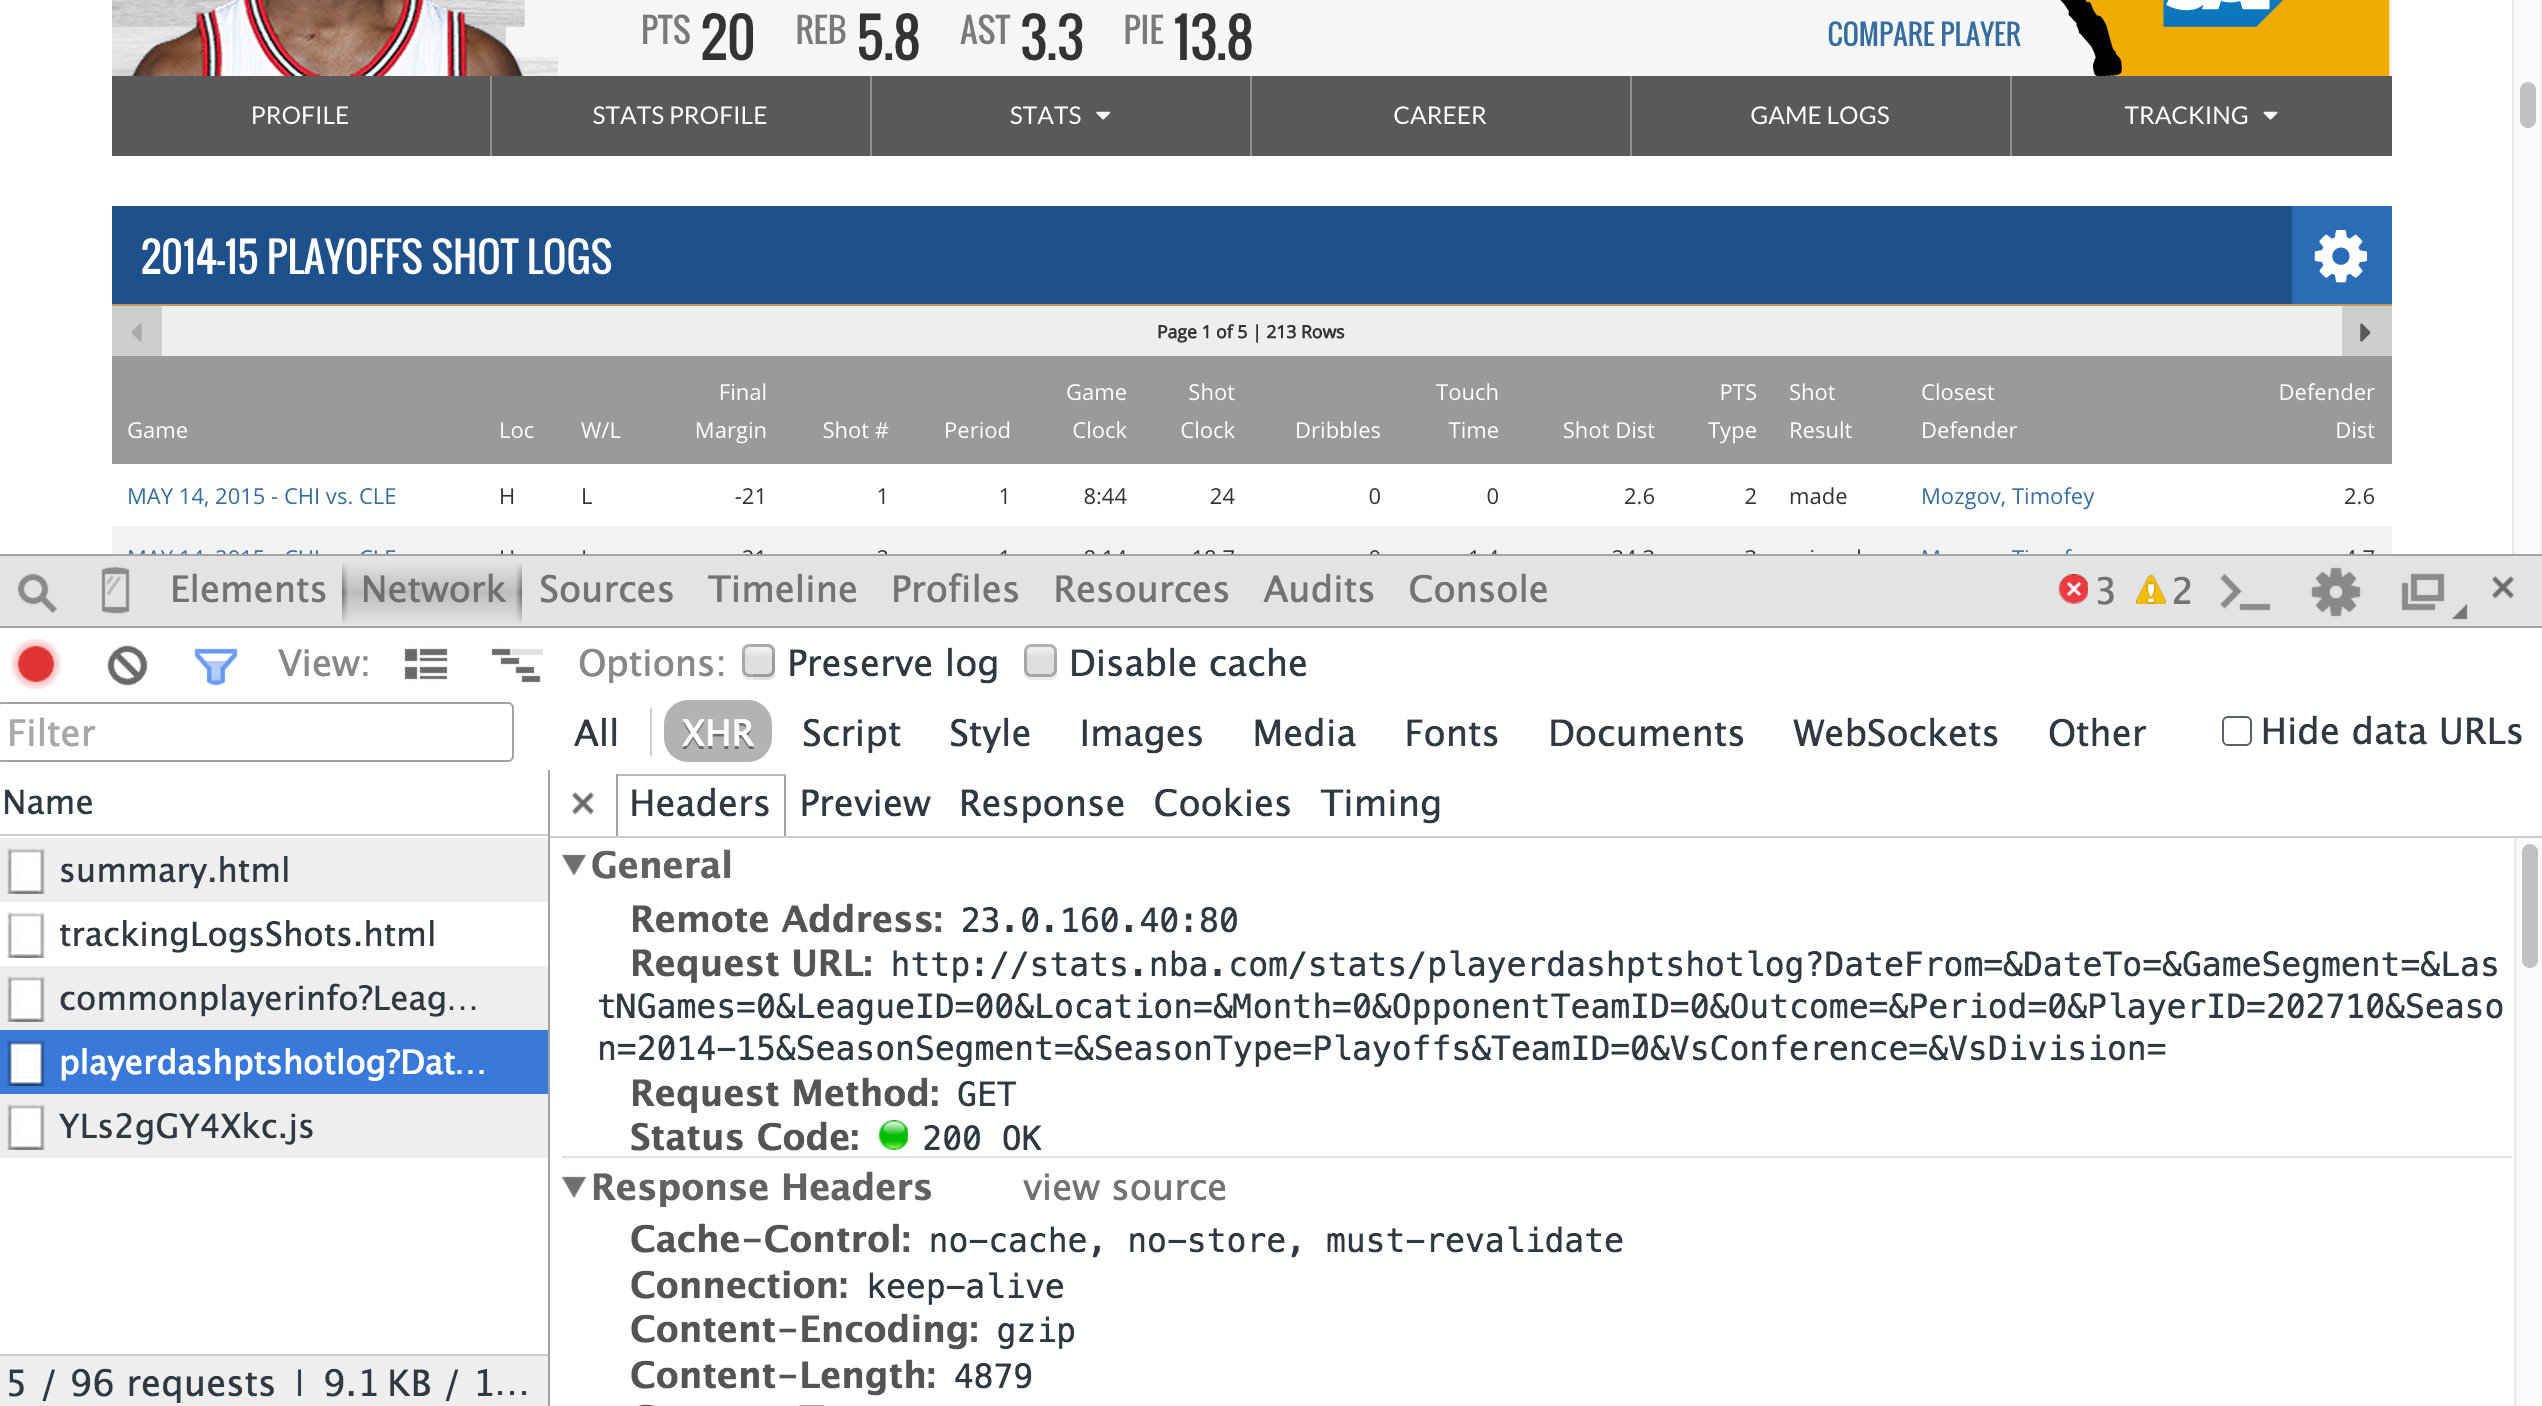 PTS 20 REB 5.8 AST 3.3 PIE 13.8 COMPARE PLAYER
PROFILE STATS PROFILE STATS CAREER GAME LOGS TRACKING
2014-15 PLAYOFFS SHOT LOGS
Page 1 of 5 | 213 Rows
Final Game Shot Touch PTS Shot Closest Defender
Game Loc W/L Margin Shot # Period Clock Clock Dribbles Time Shot Dist Type Result Defender Dist
MAY 14, 2015 - CHI vs. CLE H L -21 1 1 8:44 24 0 0 2.6 2 made Mozgov, Timofey 2.6
Elements Network Sources Timeline Profiles Resources Audits Console 3 2
View: Options: Preserve log Disable cache
Filter All XHR Script Style Images Media Fonts Documents WebSockets Other Hide data URLs
Name
summary.html
trackingLogsShots.html
commonplayerinfo?Leag...
playerdashptshotlog?Dat...
YLs2gGY4Xkc.js
5 / 96 requests | 9.1 KB / 1...
Headers Preview Response Cookies Timing
General
Remote Address: 23.0.160.40:80
Request URL: http://stats.nba.com/stats/playerdashptshotlog?DateFrom=&DateTo=&GameSegment=&Las
tNGames=0&LeagueID=00&Location=&Month=0&OpponentTeamID=0&Outcome=&Period=0&PlayerID=202710&Seaso
n=2014-15&SeasonSegment=&SeasonType=Playoffs&TeamID=0&VsConference=&VsDivision=
Request Method: GET
Status Code: 200 OK
Response Headers view source
Cache-Control: no-cache, no-store, must-revalidate
Connection: keep-alive
Content-Encoding: gzip
Content-Length: 4879